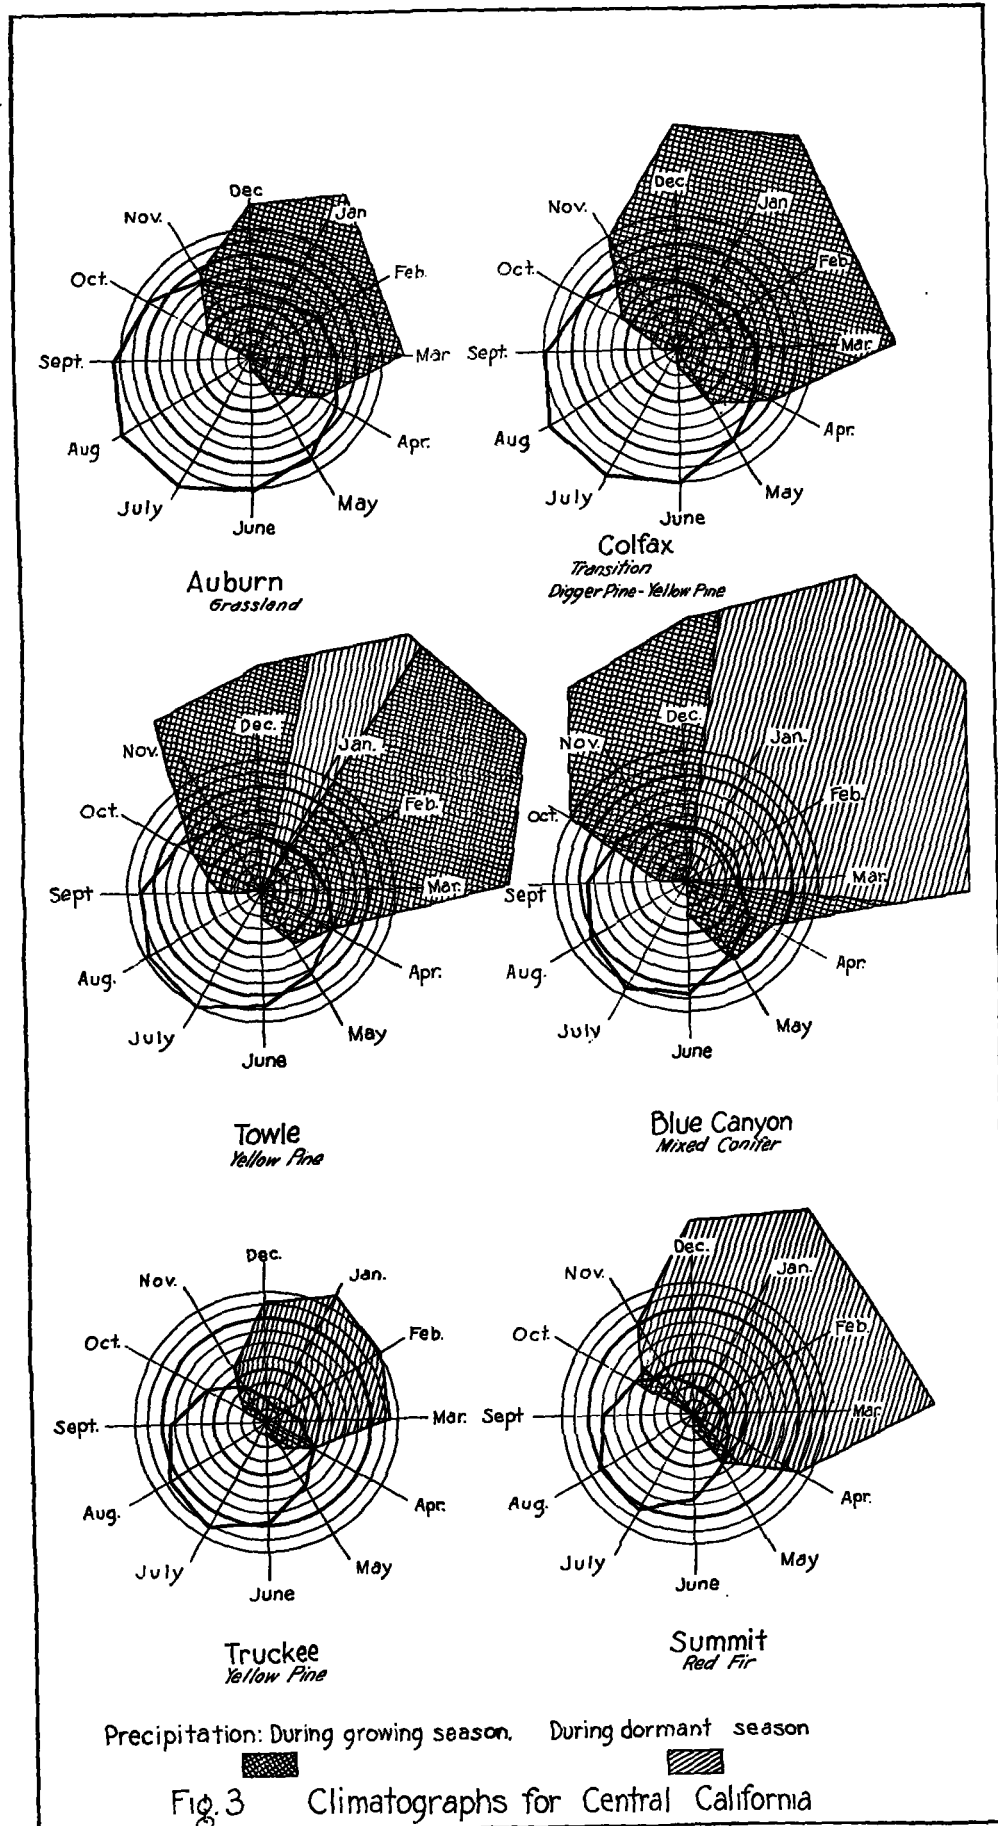 Dec
Jan
Nov.
Feb.
Oct.
Mar
Sept.
Apr.
Aug
May
July
June
Auburn
Grassland
Dec.
Jan
Nov.
Feb.
Oct.
Mar.
Sept.
Apr.
Aug
May
July
June
Colfax
Transition
Digger Pine-Yellow Pine
Dec.
Jan.
Nov.
Feb.
Oct.
Mar.
Sept
Apr.
Aug.
May
July
June
Towle
Yellow Pine
Dec.
Jan.
Nov.
Feb.
Oct.
Mar.
Sept
Apr.
Aug.
May
July
June
Blue Canyon
Mixed Conifer
Dec.
Jan.
Nov.
Feb.
Oct.
Mar.
Sept.
Apr.
Aug.
May
July
June
Truckee
Yellow Pine
Dec.
Jan.
Nov.
Feb.
Oct.
Mar.
Sept
Apr.
Aug.
May
July
June
Summit
Red Fir
Precipitation: During growing season. During dormant season
Fig. 3 Climatographs for Central California